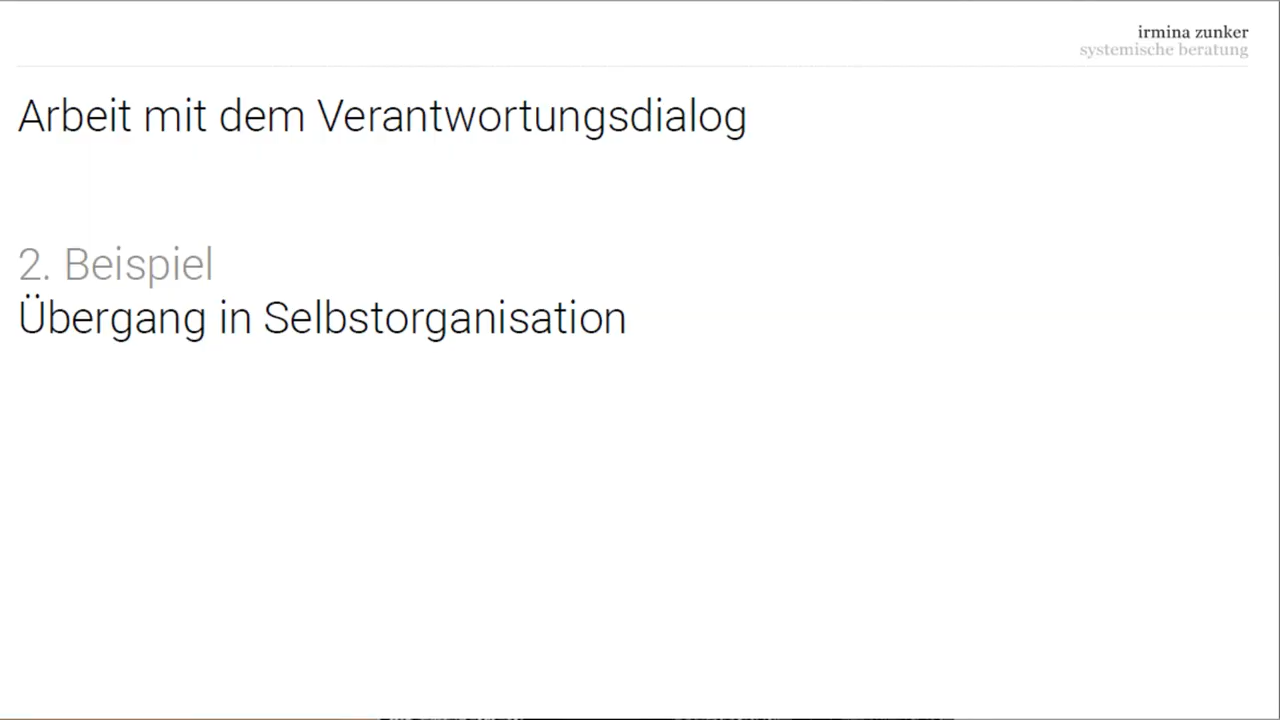 irmina zunker
systemische beratung
Arbeit mit dem Verantwortungsdialog
2. Beispiel
Übergang in Selbstorganisation